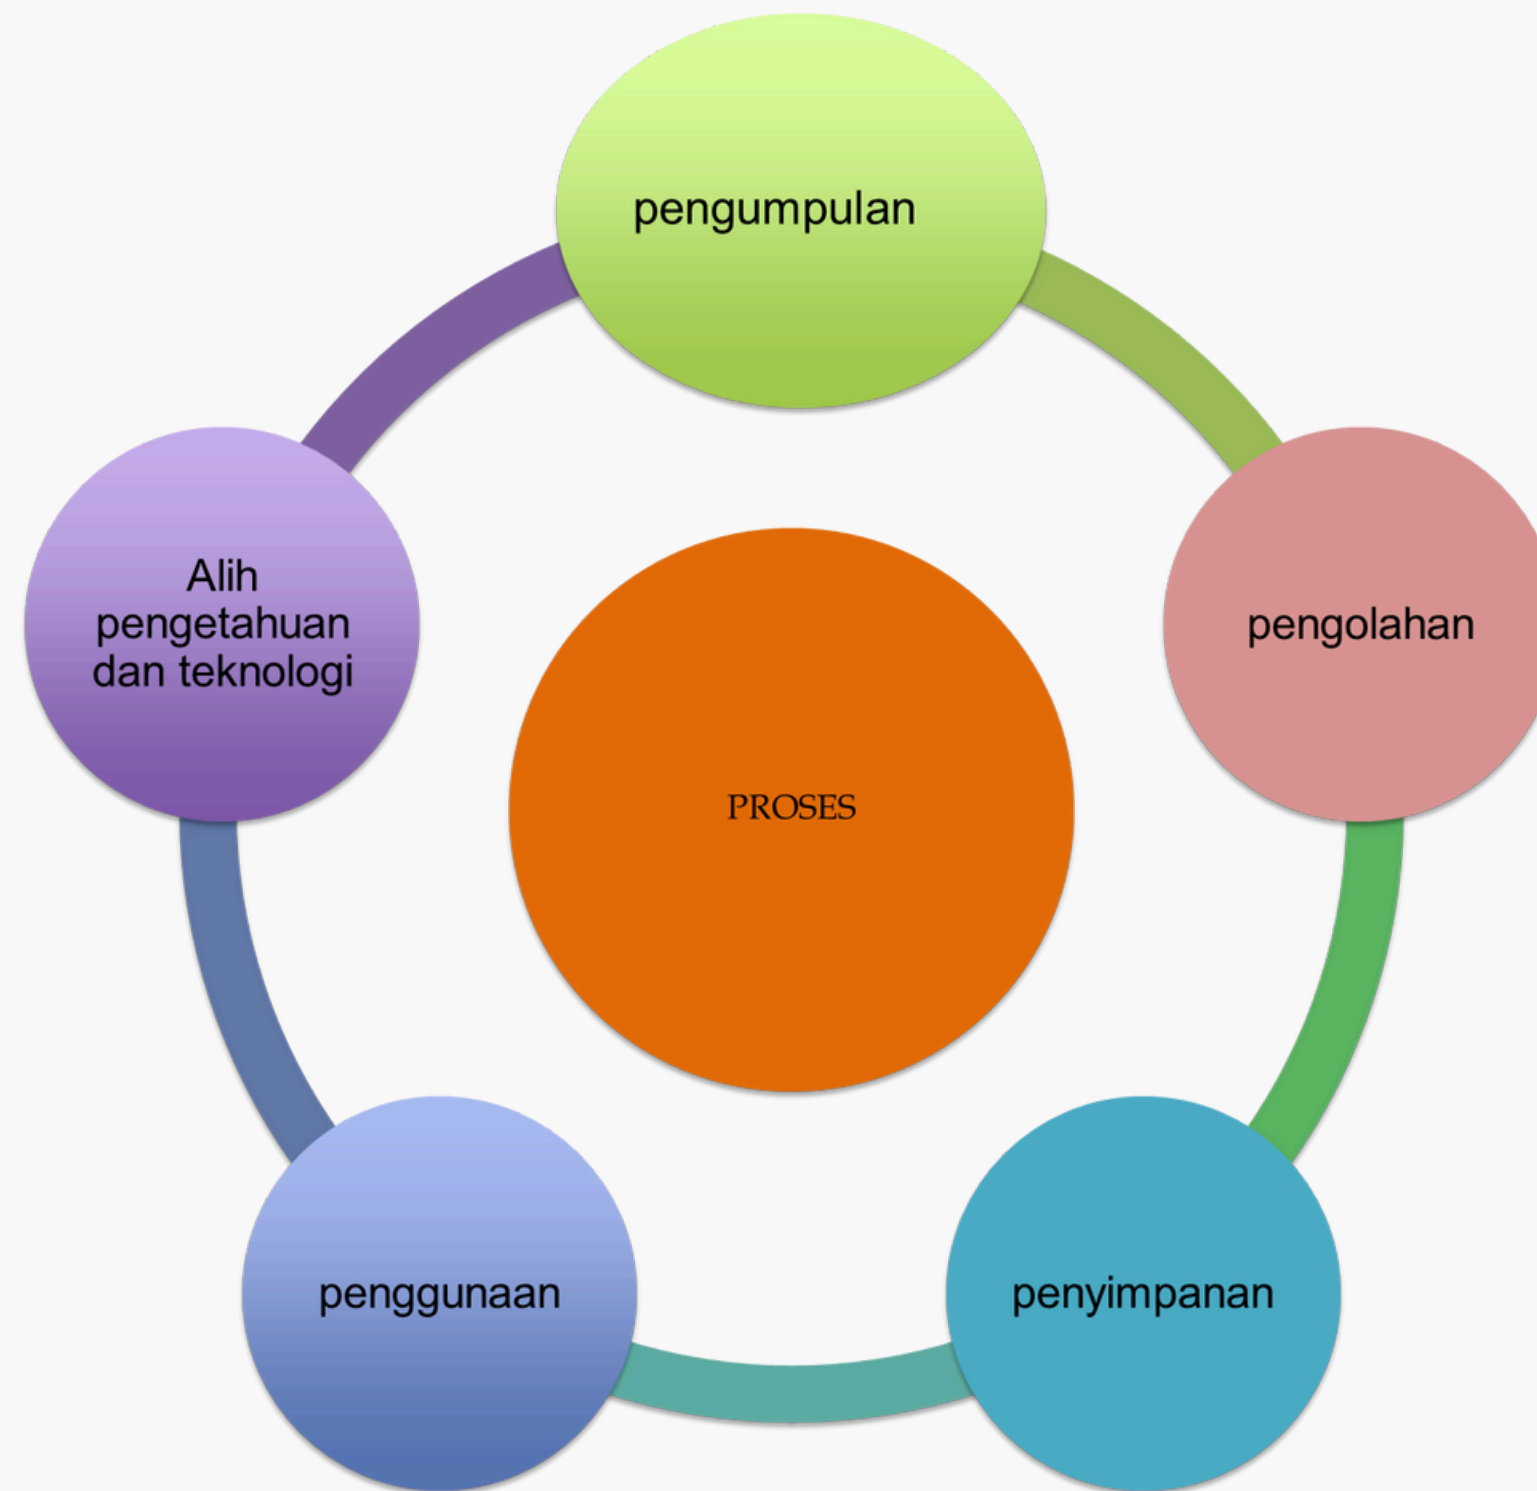 pengumpulan
pengolahan
penyimpanan
penggunaan
Alih
pengetahuan
dan teknologi
PROSES